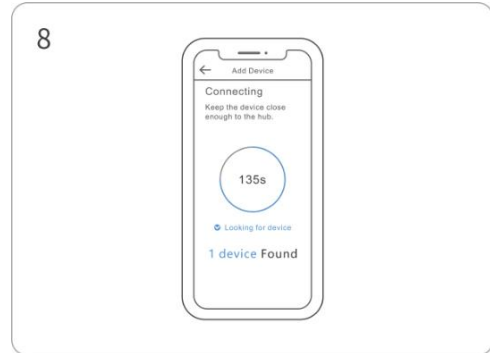 8
Add Device
Connecting
Keep the device close
enough to the hub.
135s
Looking for device
1 device Found